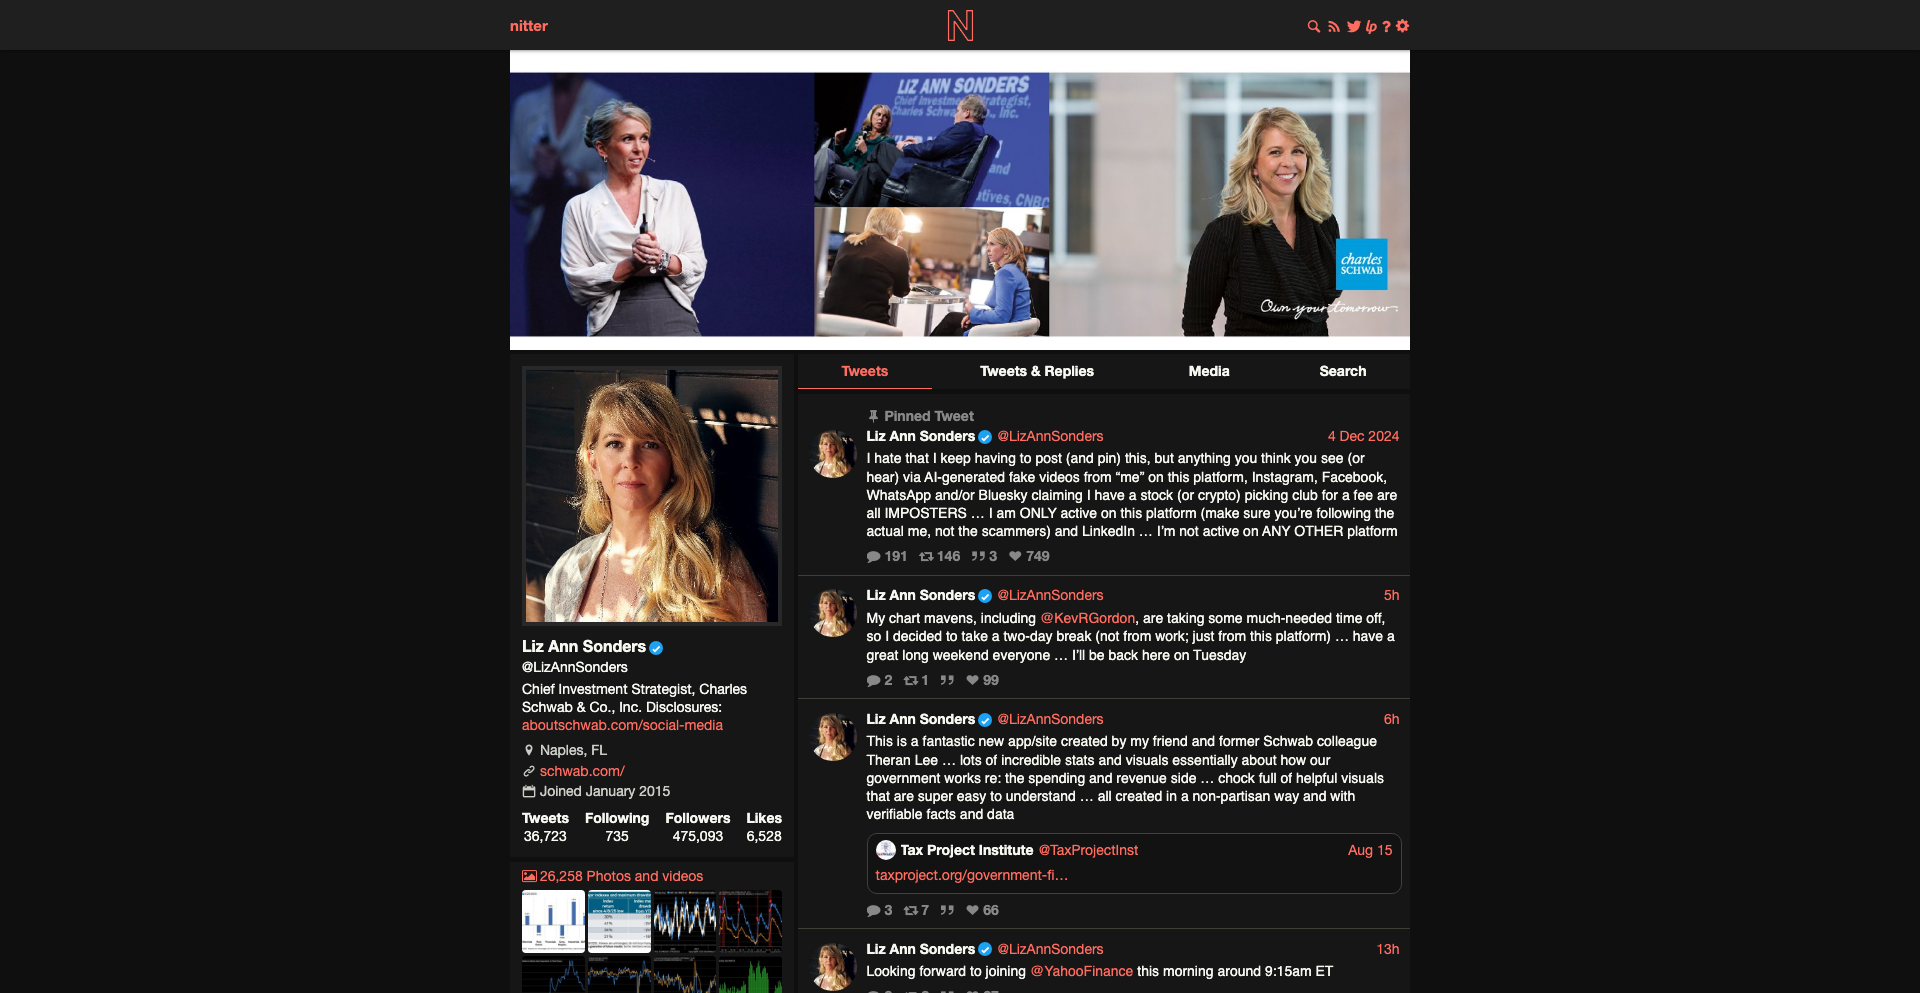 nitter
N
lp ?
LIZ ANN SONDERS
Chief Investment Strategist,
Charles Schwab & Co., Inc.
and
atives, CNBC
charles
SCHWAB
Own your tomorrow
Liz Ann Sonders
@LizAnnSonders
Chief Investment Strategist, Charles
Schwab & Co., Inc. Disclosures:
aboutschwab.com/social-media
Naples, FL
schwab.com/
Joined January 2015
Tweets Following Followers Likes
36,723 735 475,093 6,528
26,258 Photos and videos
Index
return
since 4/8/25 low
Tweets Tweets & Replies Media Search
Pinned Tweet
Liz Ann Sonders @LizAnnSonders 4 Dec 2024
I hate that I keep having to post (and pin) this, but anything you think you see (or
hear) via AI-generated fake videos from “me” on this platform, Instagram, Facebook,
WhatsApp and/or Bluesky claiming I have a stock (or crypto) picking club for a fee are
all IMPOSTERS … I am ONLY active on this platform (make sure you’re following the
actual me, not the scammers) and LinkedIn … I’m not active on ANY OTHER platform
191 146 3 749
Liz Ann Sonders @LizAnnSonders 5h
My chart mavens, including @KevRGordon, are taking some much-needed time off,
so I decided to take a two-day break (not from work; just from this platform) … have a
great long weekend everyone … I’ll be back here on Tuesday
2 1 99
Liz Ann Sonders @LizAnnSonders 6h
This is a fantastic new app/site created by my friend and former Schwab colleague
Theran Lee … lots of incredible stats and visuals essentially about how our
government works re: the spending and revenue side … chock full of helpful visuals
that are super easy to understand … all created in a non-partisan way and with
verifiable facts and data
Tax Project Institute @TaxProjectInst Aug 15
taxproject.org/government-fi…
3 7 66
Liz Ann Sonders @LizAnnSonders 13h
Looking forward to joining @YahooFinance this morning around 9:15am ET